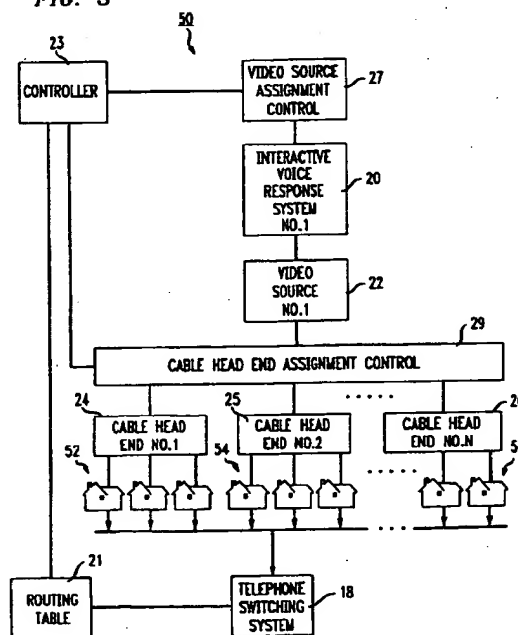 50
23
CONTROLLER
VIDEO SOURCE
ASSIGNMENT
CONTROL
27
INTERACTIVE
VOICE
RESPONSE
SYSTEM
NO.1
20
VIDEO
SOURCE
NO.1
22
29
CABLE HEAD END ASSIGNMENT CONTROL
24
CABLE HEAD
END NO.1
25
CABLE HEAD
END NO.2
CABLE HEAD
END NO.N
52
54
21
ROUTING
TABLE
TELEPHONE
SWITCHING
SYSTEM
18